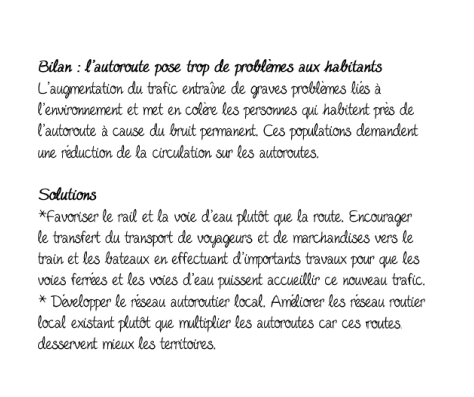 Bilan : l'autoroute pose trop de problèmes aux habitants
L'augmentation du trafic entraîne de graves problèmes liés à
l'environnement et met en colère les personnes qui habitent près de
l'autoroute à cause du bruit permanent. Ces populations demandent
une réduction de la circulation sur les autoroutes.
Solutions
*Favoriser le rail et la voie d'eau plutôt que la route. Encourager
le transfert du transport de voyageurs et de marchandises vers le
train et les bateaux en effectuant d'importants travaux pour que les
voies ferrées et les voies d'eau puissent accueillir ce nouveau trafic.
* Développer le réseau autoroutier local. Améliorer les réseau routier
local existant plutôt que multiplier les autoroutes car ces routes
desservent mieux les territoires.